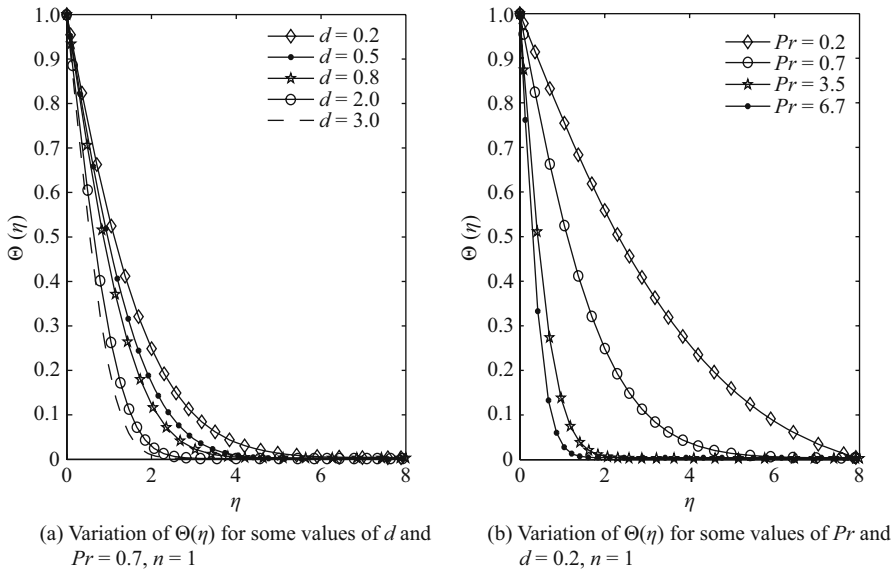 1.0
0.9
0.8
0.7
0.6
0.5
0.4
0.3
0.2
0.1
0
Θ (η)
d = 0.2
d = 0.5
d = 0.8
d = 2.0
d = 3.0
0 2 4 6 8
η
(a) Variation of Θ(η) for some values of d and
Pr = 0.7, n = 1
1.0
0.9
0.8
0.7
0.6
0.5
0.4
0.3
0.2
0.1
0
Θ (η)
Pr = 0.2
Pr = 0.7
Pr = 3.5
Pr = 6.7
0 2 4 6 8
η
(b) Variation of Θ(η) for some values of Pr and
d = 0.2, n = 1